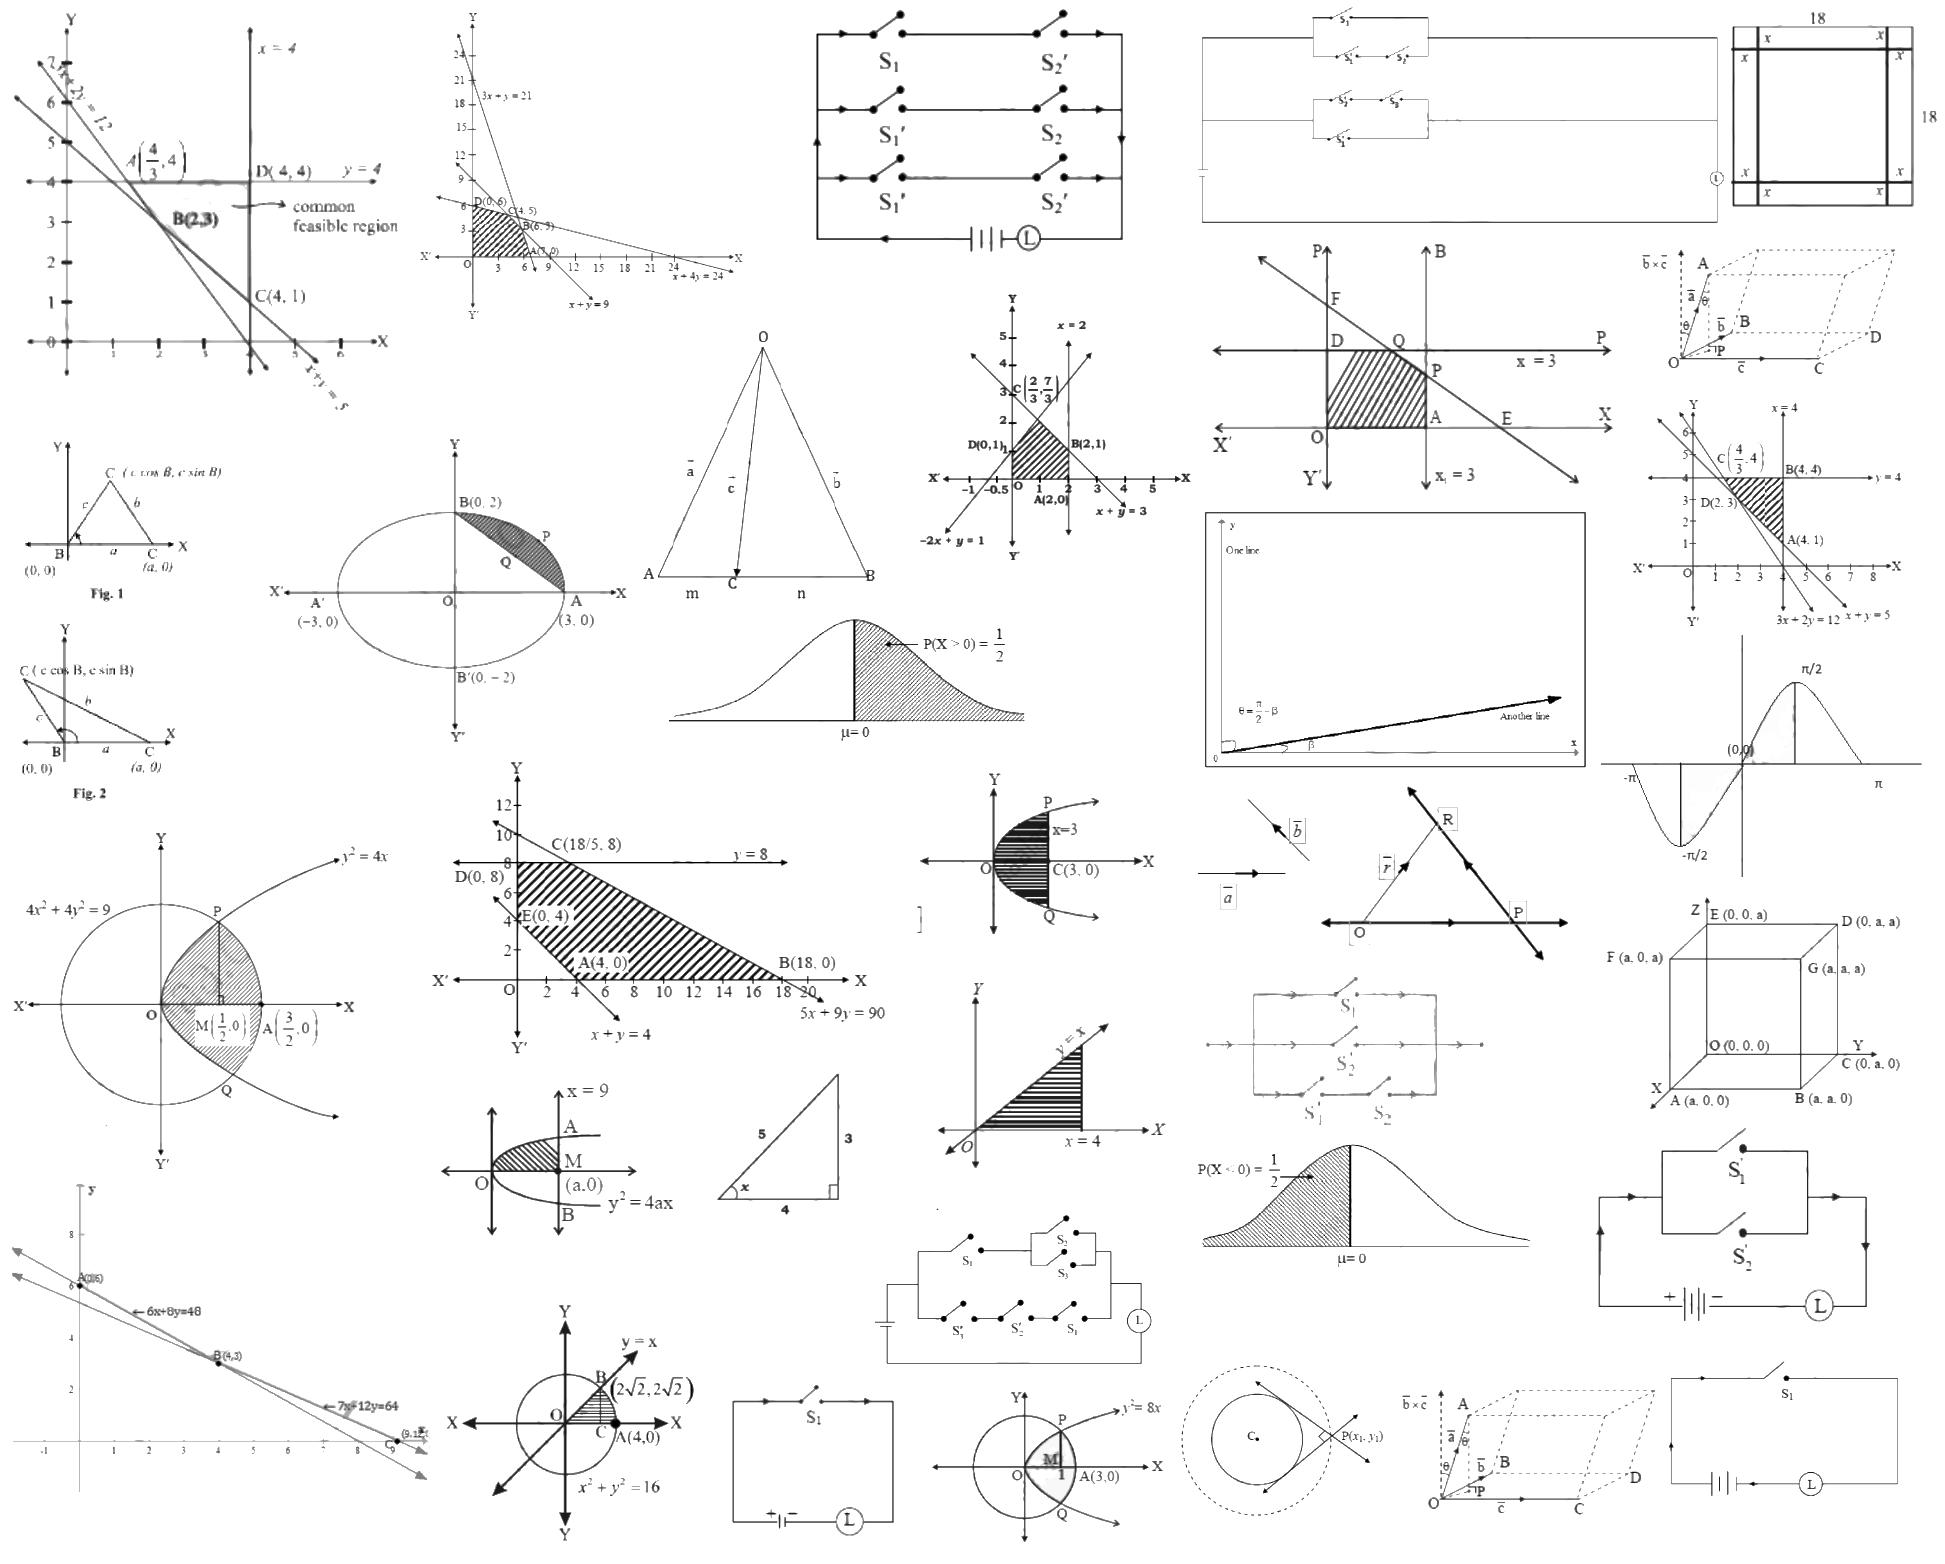 Y
x = 4
7
6
5
4
3
2
1
0
3x + 2y = 12
A(4/3, 4)
D(4, 4)
y = 4
B(2,3)
common
feasible region
C(4, 1)
1 2 3 4 5 6
X
x+y = 5
Y
24
21
18
15
12
9
6
3
3x + y = 21
D(0, 6)
C(4, 5)
B(6, 3)
A(7, 0)
X′ O 3 6 9 12 15 18 21 24 X
x + 4y = 24
x + y = 9
Y′
S1 S2′
S1′ S2
S1′ S2′
L
S1
S1′ S2
S2′ S3
S1′
L
18
x x
x x
18
x x
x x
P B
F
D Q P
x = 3
P
A E X
X′ O
Y′ x = 3
b̄ × c̄
A
ā θ
θ b̄ B
P D
O c̄ C
Y
C ( c cos B, c sin B)
c b
B a C X
(0, 0) (a, 0)
Fig. 1
Y
C ( c cos B, c sin B)
b
c
B a C X
(0, 0) (a, 0)
Fig. 2
Y
B(0, 2)
P
Q
X′ A′ O A X
(−3, 0) (3, 0)
B′(0, − 2)
Y′
O
ā c̄ b̄
A C B
m n
Y
x = 2
5
4
3
2
1
C (2/3, 7/3)
D(0,1)
B(2,1)
X′ −1 −0.5 O 1 2 3 4 5 X
A(2,0)
x + y = 3
−2x + y = 1
Y′
Y
x = 4
6
5
4
3
2
1
C (4/3, 4)
B(4, 4)
y = 4
D(2, 3)
A(4, 1)
X′ O 1 2 3 4 5 6 7 8 X
3x + 2y = 12 x + y = 5
Y′
P(X > 0) = 1/2
μ= 0
y
One line
θ = π/2 − β
β
Another line
x
0
π/2
(0,0)
-π π
-π/2
Y
y² = 4x
4x² + 4y² = 9
P
X′ O M(1/2, 0) A(3/2, 0) X
Q
Y′
Y
12
10
8
6
4
2
C(18/5, 8)
y = 8
D(0, 8)
E(0, 4)
A(4, 0)
B(18, 0)
X′ O 2 4 6 8 10 12 14 16 18 20 X
5x + 9y = 90
x + y = 4
Y′
Y
P
x=3
O C(3, 0) X
Q
]
b̄
ā
R
r̄
O P
Z E (0, 0, a) D (0, a, a)
F (a, 0, a) G (a, a, a)
O (0, 0, 0) Y
C (0, a, 0)
X
A (a, 0, 0) B (a, a, 0)
S1
S2′
S1′ S2
Y
y = x
O x = 4 X
x = 9
A
M
O (a,0)
y² = 4ax
B
5
3
x
4
P(X < 0) = 1/2
μ= 0
S1′
S2′
+ − L
S1 S2
S3
S1′ S2′ S1
L
y
8
6
4
2
A(0,6)
←6x+8y=48
B(4,3)
←7x+12y=64
C
-1 1 2 3 4 5 6 7 8 9
Y
y = x
B
(2√2, 2√2)
O
X C A(4,0) X
x² + y² = 16
Y
S1
+ −
L
Y
y² = 8x
P
M
O 1 A(3,0) X
Q
C
P(x1, y1)
b̄ × c̄
A
ā θ
θ b̄ B
P D
O c̄ C
S1
L